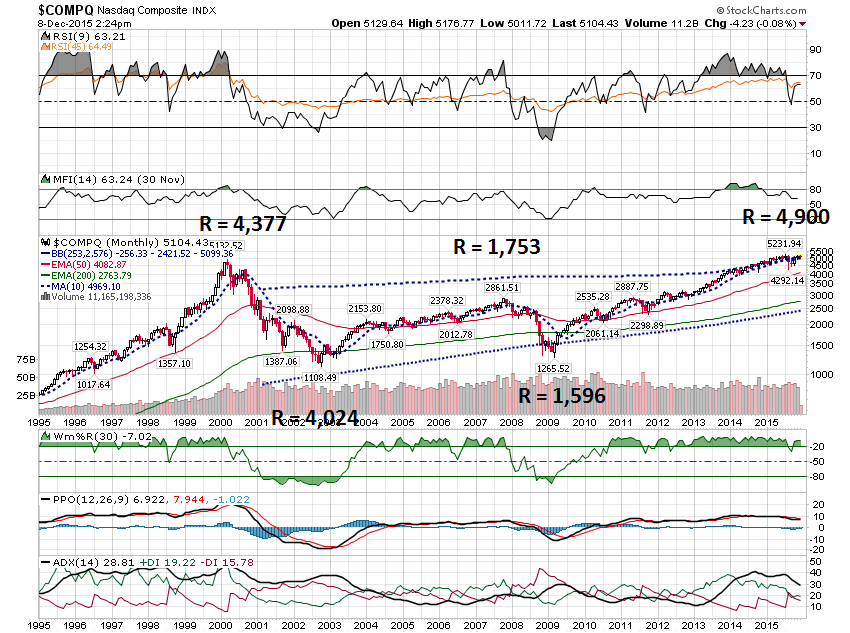 $COMPQ Nasdaq Composite INDX © StockCharts.com
8-Dec-2015 2:24pm Open 5129.64 High 5176.77 Low 5011.72 Last 5104.43 Volume 11.2B Chg -4.23 (-0.08%)
RSI(9) 63.21
RSI(45) 64.49
90
70
50
30
10
MFI(14) 63.24 (30 Nov)
80
50
20
R = 4,377
R = 1,753
R = 4,900
$COMPQ (Monthly) 5104.43
BB(253,2.576) -256.33 - 2421.52 - 5099.36
EMA(50) 4082.87
EMA(200) 2763.79
MA(10) 4969.10
Volume 11,165,198,336
5132.52
5231.94
4292.14
2861.51
2887.75
2535.28
2378.32
2153.80
2098.88
2298.89
2061.14
2012.78
1750.80
1254.32
1357.10
1387.06
1265.52
1108.49
1017.64
5500
5000
4500
4000
3500
3000
2500
2000
1500
1000
75B
50B
25B
R = 1,596
R = 4,024
1995 1996 1997 1998 1999 2000 2001 2002 2003 2004 2005 2006 2007 2008 2009 2010 2011 2012 2013 2014 2015
Wm%R(30) -7.02
-20
-50
-80
PPO(12,26,9) 6.922, 7.944, -1.022
20
10
0
-10
-20
ADX(14) 28.81 +DI 19.22 -DI 15.78
50
40
30
20
10
1995 1996 1997 1998 1999 2000 2001 2002 2003 2004 2005 2006 2007 2008 2009 2010 2011 2012 2013 2014 2015